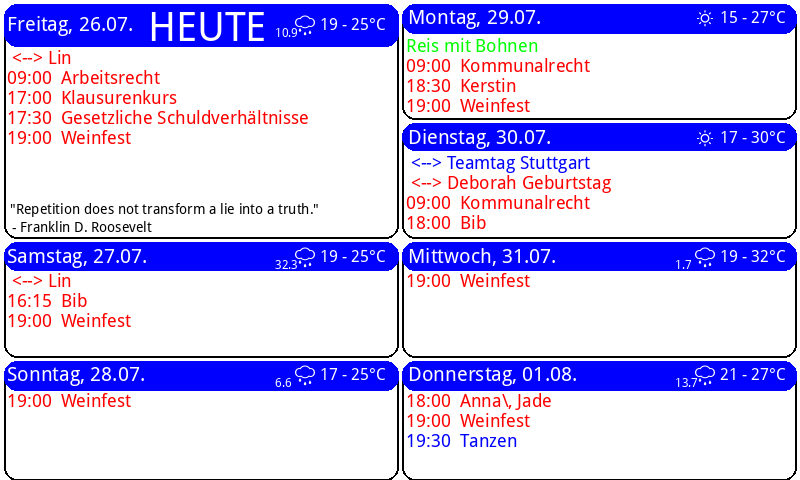 Freitag, 26.07. HEUTE 10.9 19 - 25°C
<--> Lin
09:00 Arbeitsrecht
17:00 Klausurenkurs
17:30 Gesetzliche Schuldverhältnisse
19:00 Weinfest
"Repetition does not transform a lie into a truth."
- Franklin D. Roosevelt
Samstag, 27.07. 32.3 19 - 25°C
<--> Lin
16:15 Bib
19:00 Weinfest
Sonntag, 28.07. 6.6 17 - 25°C
19:00 Weinfest
Montag, 29.07. 15 - 27°C
Reis mit Bohnen
09:00 Kommunalrecht
18:30 Kerstin
19:00 Weinfest
Dienstag, 30.07. 17 - 30°C
<--> Teamtag Stuttgart
<--> Deborah Geburtstag
09:00 Kommunalrecht
18:00 Bib
Mittwoch, 31.07. 1.7 19 - 32°C
19:00 Weinfest
Donnerstag, 01.08. 13.7 21 - 27°C
18:00 Anna\, Jade
19:00 Weinfest
19:30 Tanzen